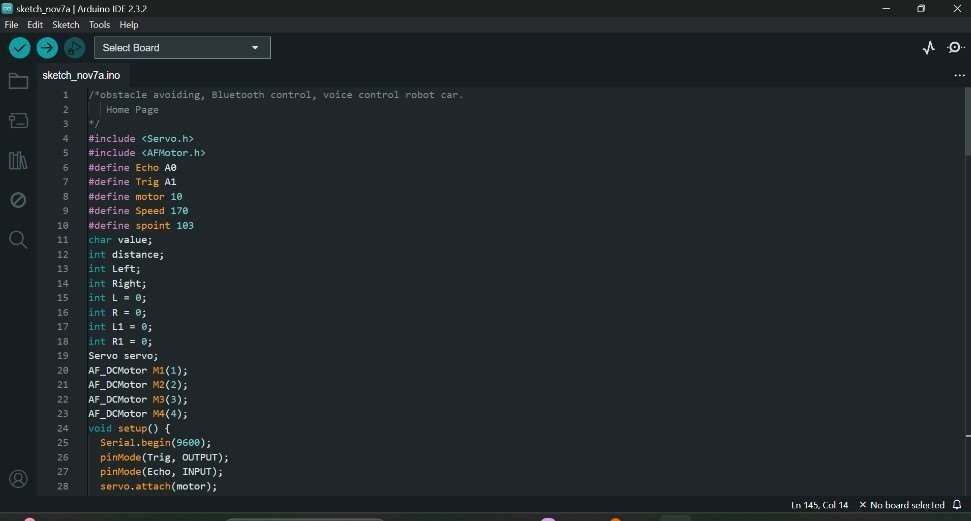 sketch_nov7a | Arduino IDE 2.3.2
File Edit Sketch Tools Help
Select Board
sketch_nov7a.ino
1 /*obstacle avoiding, Bluetooth control, voice control robot car.
2 Home Page
3 */
4 #include <Servo.h>
5 #include <AFMotor.h>
6 #define Echo A0
7 #define Trig A1
8 #define motor 10
9 #define Speed 170
10 #define spoint 103
11 char value;
12 int distance;
13 int Left;
14 int Right;
15 int L = 0;
16 int R = 0;
17 int L1 = 0;
18 int R1 = 0;
19 Servo servo;
20 AF_DCMotor M1(1);
21 AF_DCMotor M2(2);
22 AF_DCMotor M3(3);
23 AF_DCMotor M4(4);
24 void setup() {
25 Serial.begin(9600);
26 pinMode(Trig, OUTPUT);
27 pinMode(Echo, INPUT);
28 servo.attach(motor);
Ln 145, Col 14 × No board selected